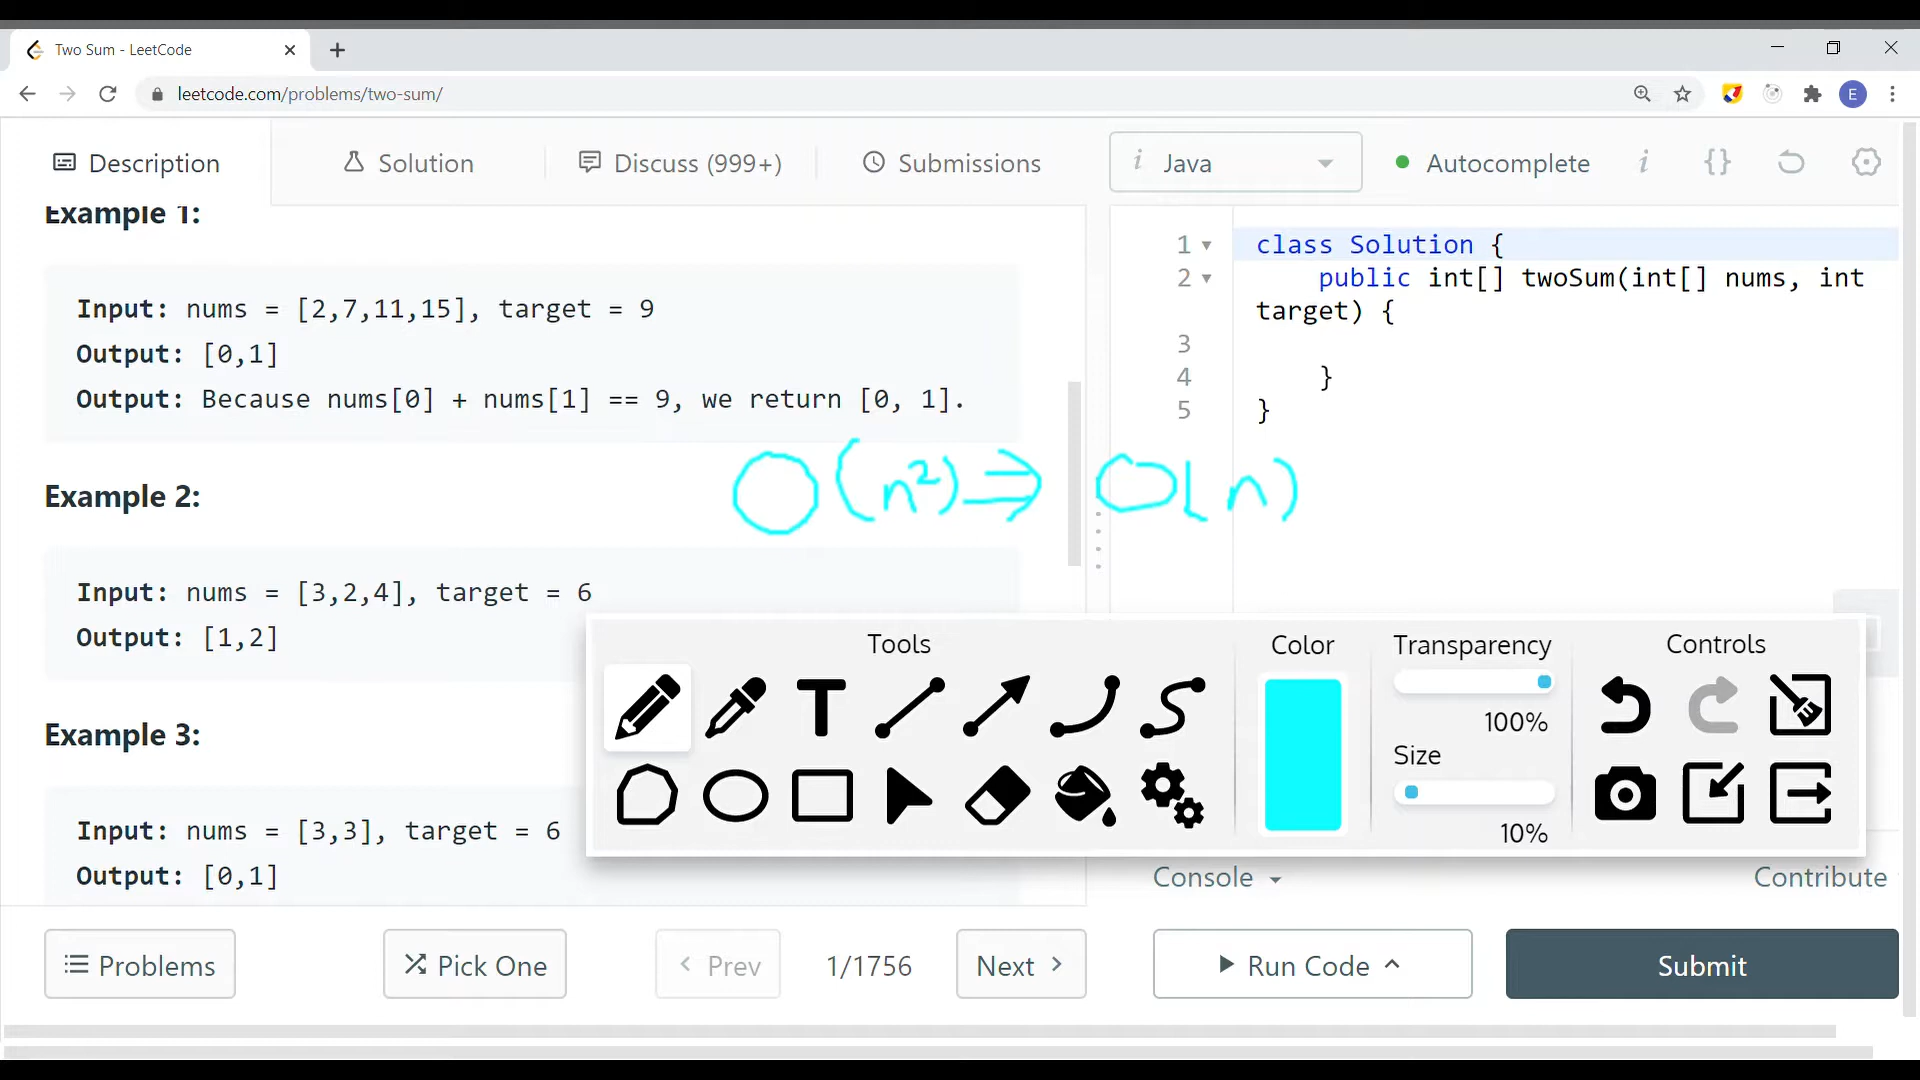 Two Sum - LeetCode
leetcode.com/problems/two-sum/
E
Description
Solution
Discuss (999+)
Submissions
i Java
Autocomplete
i {}
Example 1:
Input: nums = [2,7,11,15], target = 9
Output: [0,1]
Output: Because nums[0] + nums[1] == 9, we return [0, 1].
O(n²) ⇒ O(n)
Example 2:
Input: nums = [3,2,4], target = 6
Output: [1,2]
Example 3:
Input: nums = [3,3], target = 6
Output: [0,1]
1 class Solution {
2 public int[] twoSum(int[] nums, int
target) {
3
4 }
5 }
Tools
T
Color
Transparency
100%
Size
10%
Controls
Console
Contribute
Problems
Pick One
Prev
1/1756
Next
Run Code
Submit